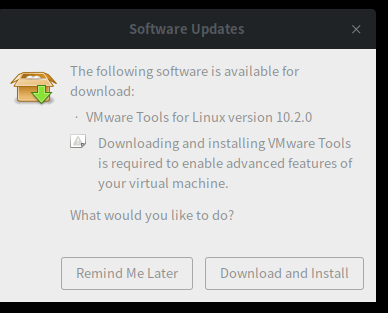 Software Updates
The following software is available for
download:
· VMware Tools for Linux version 10.2.0
Downloading and installing VMware Tools
is required to enable advanced features of
your virtual machine.
What would you like to do?
Remind Me Later
Download and Install